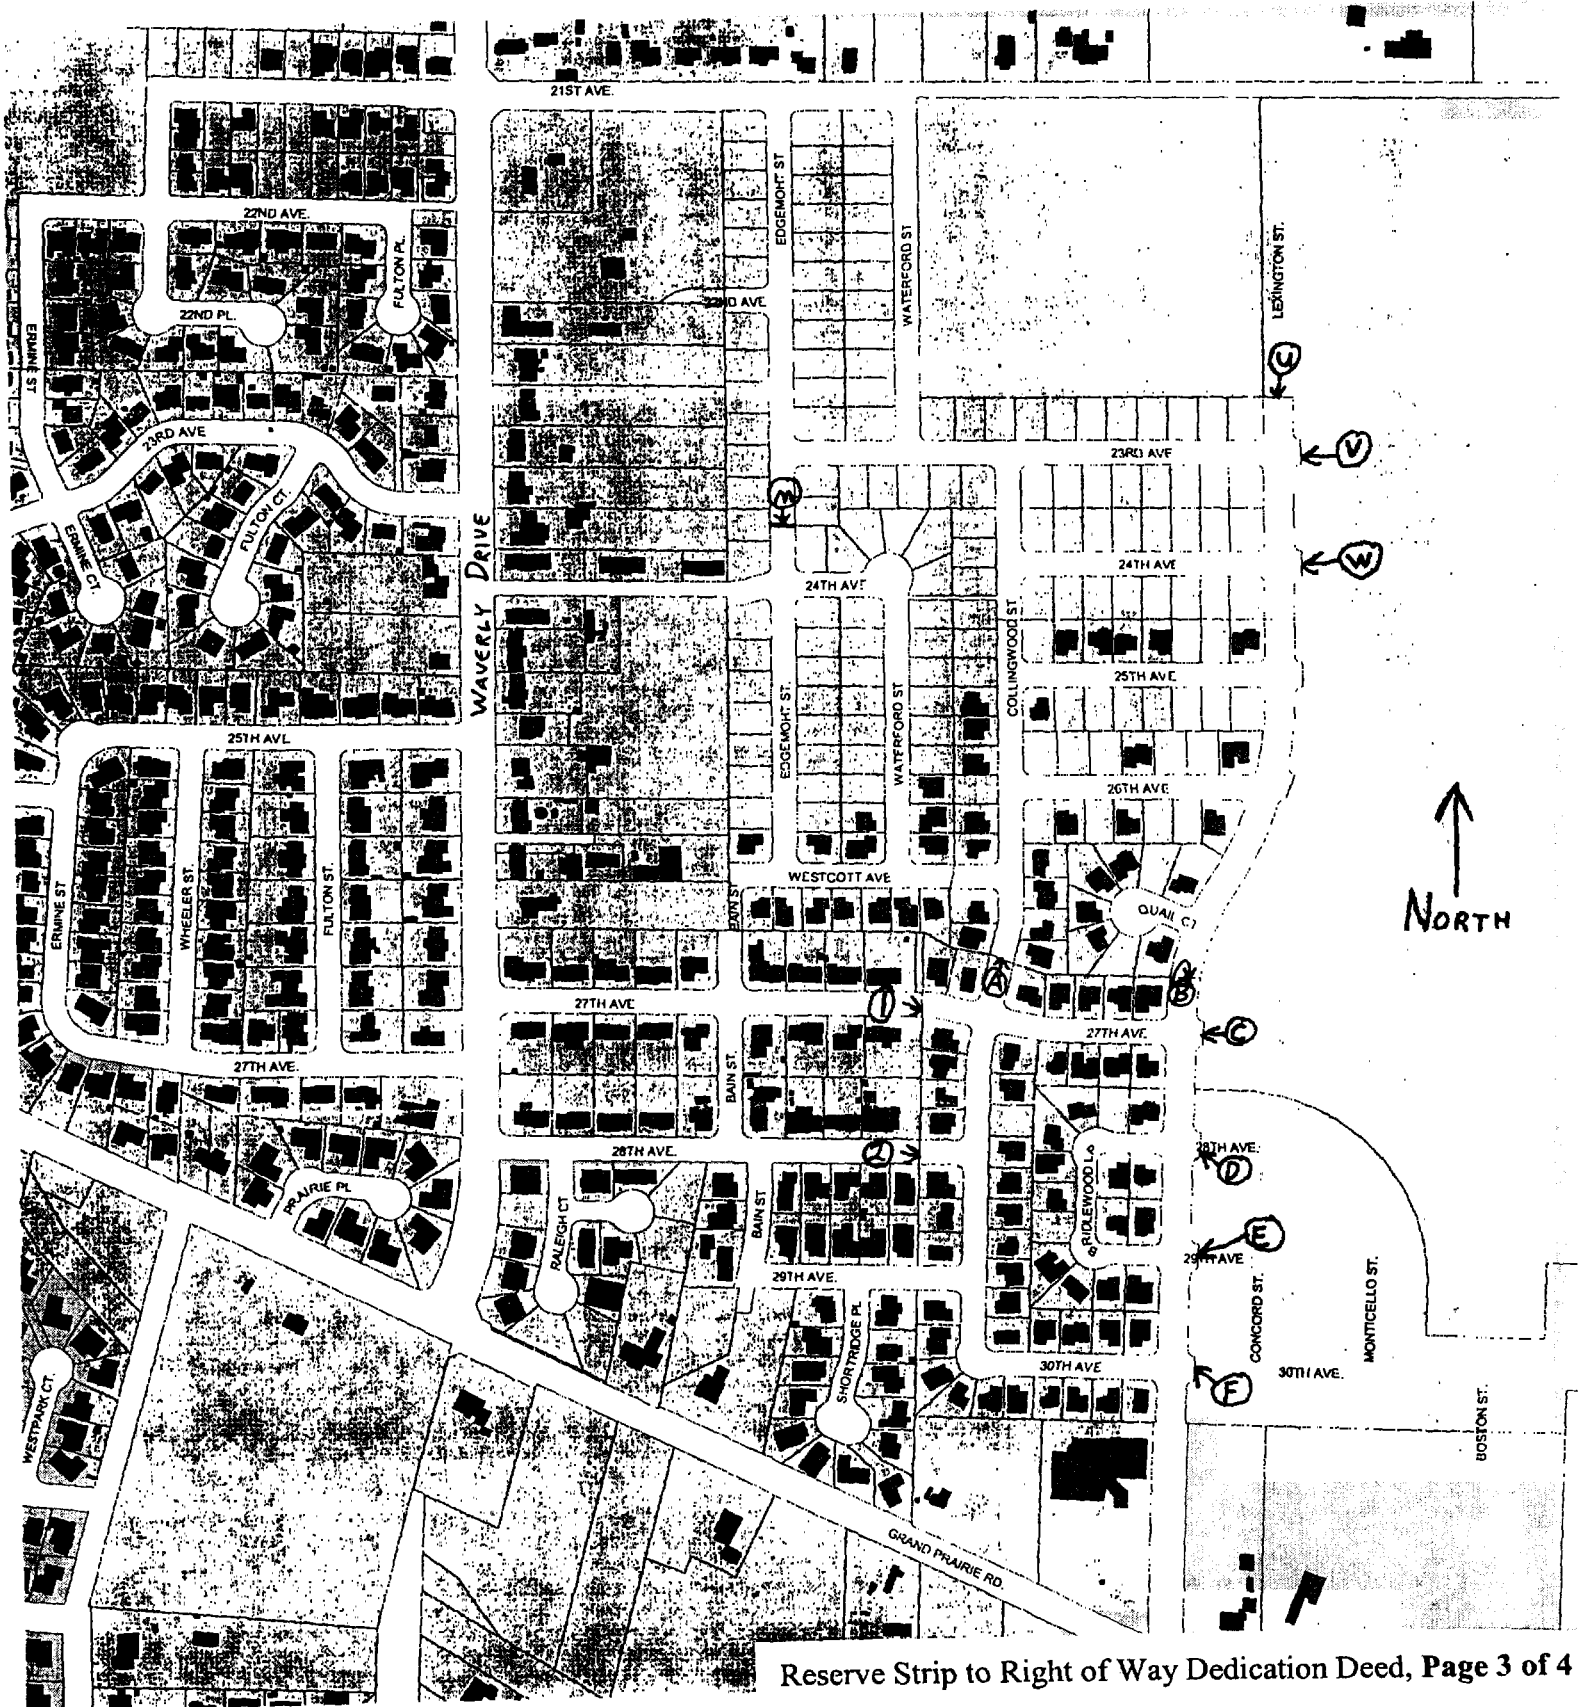 21ST AVE.
22ND AVE.
EDGEMONT ST
FULTON PL.
WATERFORD ST
LEXINGTON ST.
22ND PL.
22ND AVE
ERMINE ST
U
23RD AVE
23RD AVE
V
M
FULTON CT
ERMINE CT.
WAVERLY DRIVE
24TH AVE
24TH AVE
W
COLLINGWOOD ST
25TH AVE
EDGEMONT ST
WATERFORD ST
25TH AVE
26TH AVE
WESTCOTT AVE
ERMINE ST
WHEELER ST
FULTON ST.
BAIN ST
QUAIL CT
NORTH
A
B
27TH AVE
1
27TH AVE
C
27TH AVE.
BAIN ST
28TH AVE.
2
28TH AVE.
D
RIDLEWOOD L
PRAIRIE PL
RALEIGH CT
BAIN ST
E
29TH AVE
29TH AVE.
CONCORD ST.
MONTICELLO ST.
SHORTRIDGE PL
30TH AVE
30TH AVE.
F
WESTPARK CT.
BOSTON ST.
GRAND PRAIRIE RD.
Reserve Strip to Right of Way Dedication Deed, Page 3 of 4